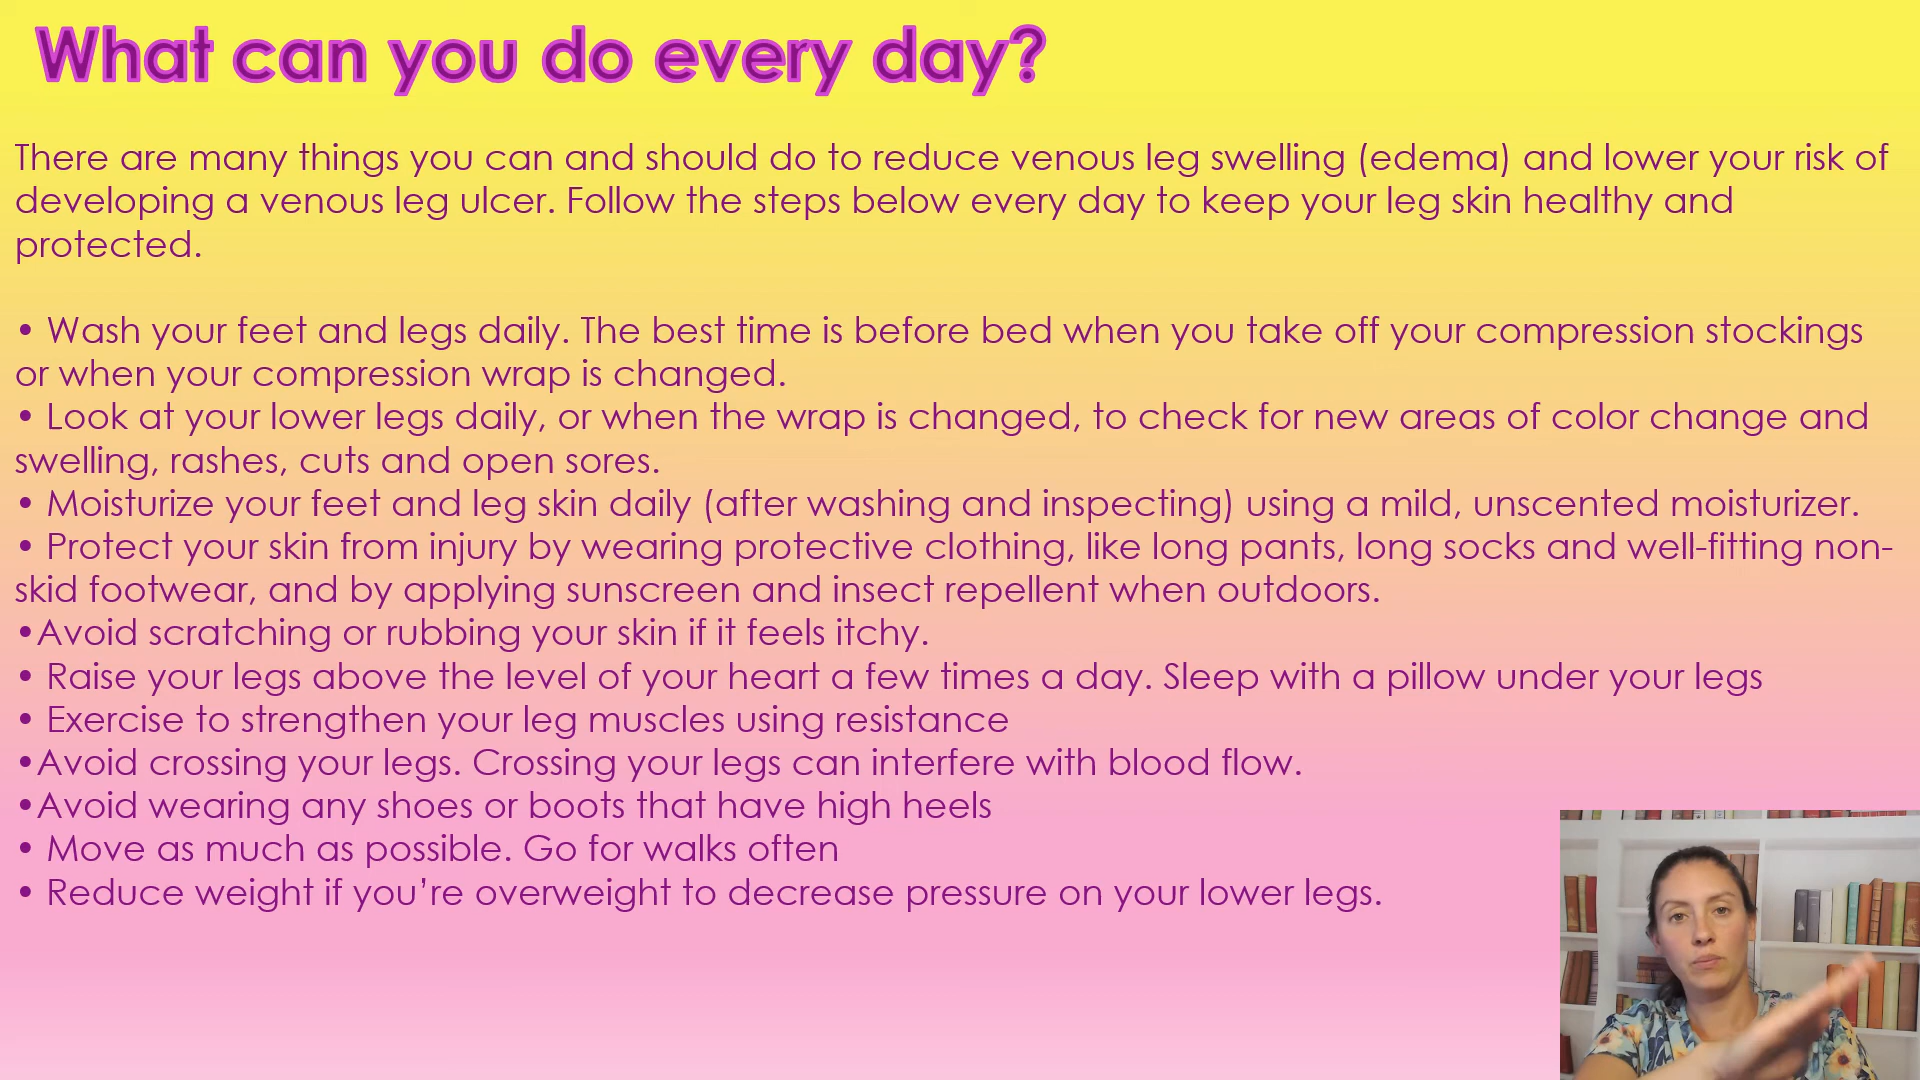 What can you do every day?
There are many things you can and should do to reduce venous leg swelling (edema) and lower your risk of
developing a venous leg ulcer. Follow the steps below every day to keep your leg skin healthy and
protected.
• Wash your feet and legs daily. The best time is before bed when you take off your compression stockings
or when your compression wrap is changed.
• Look at your lower legs daily, or when the wrap is changed, to check for new areas of color change and
swelling, rashes, cuts and open sores.
• Moisturize your feet and leg skin daily (after washing and inspecting) using a mild, unscented moisturizer.
• Protect your skin from injury by wearing protective clothing, like long pants, long socks and well-fitting non-
skid footwear, and by applying sunscreen and insect repellent when outdoors.
•Avoid scratching or rubbing your skin if it feels itchy.
• Raise your legs above the level of your heart a few times a day. Sleep with a pillow under your legs
• Exercise to strengthen your leg muscles using resistance
•Avoid crossing your legs. Crossing your legs can interfere with blood flow.
•Avoid wearing any shoes or boots that have high heels
• Move as much as possible. Go for walks often
• Reduce weight if you’re overweight to decrease pressure on your lower legs.